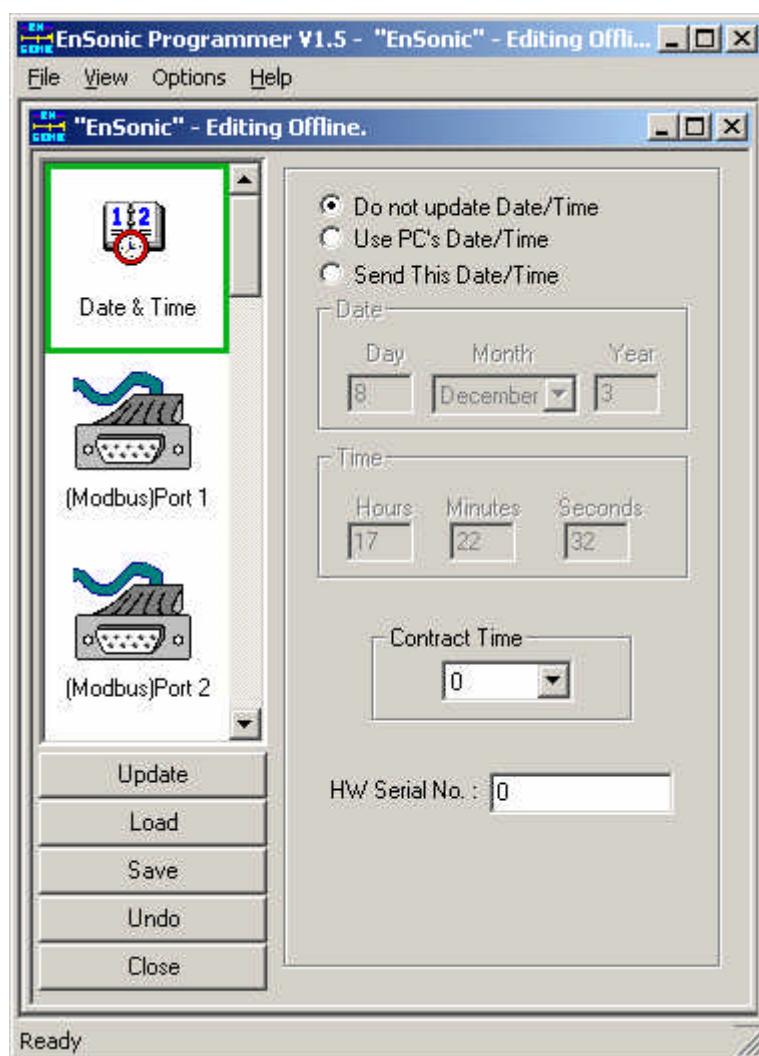 EnSonic Programmer V1.5 - "EnSonic" - Editing Offli...
File View Options Help
"EnSonic" - Editing Offline.
Date & Time
(Modbus)Port 1
(Modbus)Port 2
Update
Load
Save
Undo
Close
Do not update Date/Time
Use PC's Date/Time
Send This Date/Time
Date
Day Month Year
8 December 3
Time
Hours Minutes Seconds
17 22 32
Contract Time
0
HW Serial No. : 0
Ready